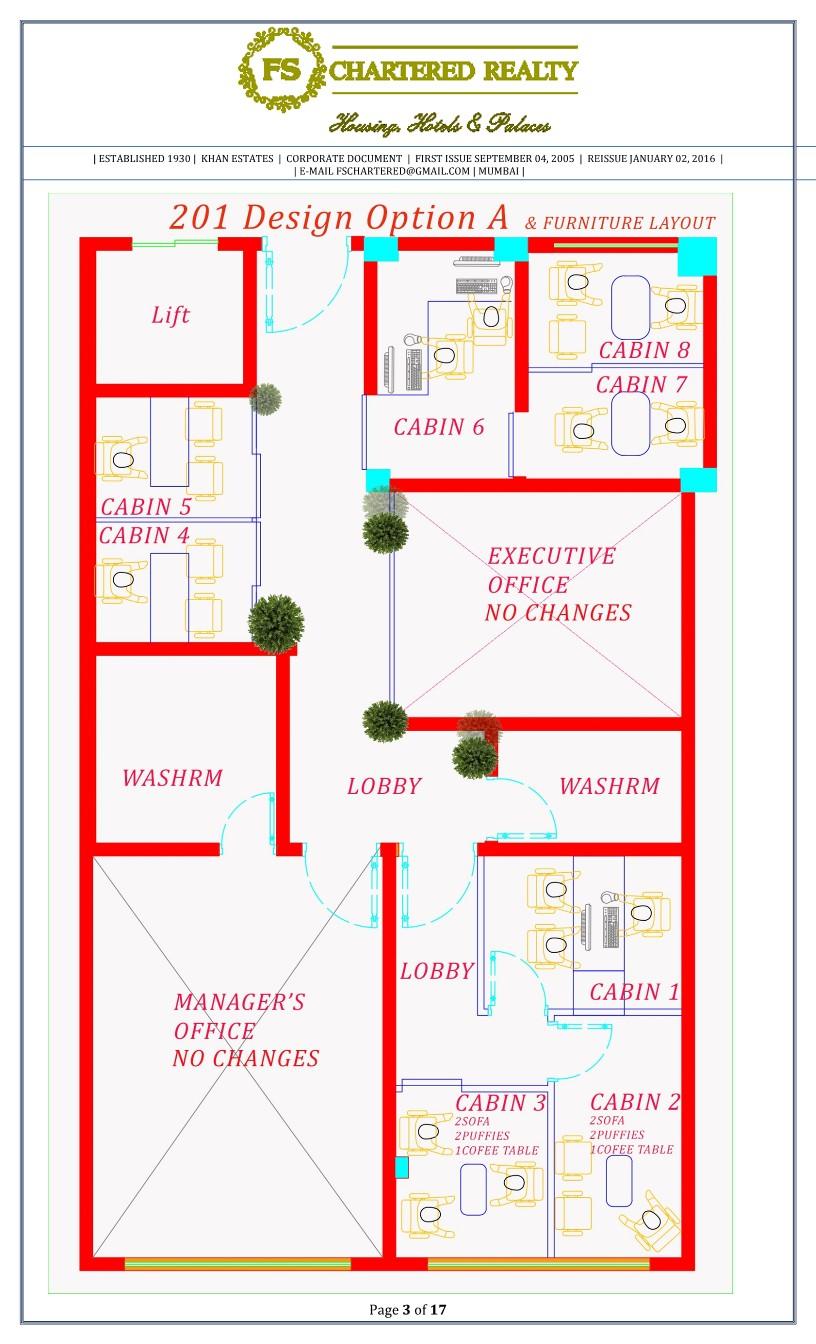 FS CHARTERED REALTY
Housing, Hotels & Palaces
| ESTABLISHED 1930 | KHAN ESTATES | CORPORATE DOCUMENT | FIRST ISSUE SEPTEMBER 04, 2005 | REISSUE JANUARY 02, 2016 |
| E-MAIL FSCHARTERED@GMAIL.COM | MUMBAI |
201 Design Option A & FURNITURE LAYOUT
Lift
CABIN 8
CABIN 7
CABIN 6
CABIN 5
CABIN 4
EXECUTIVE
OFFICE
NO CHANGES
WASHRM
LOBBY
WASHRM
LOBBY
CABIN 1
MANAGER'S
OFFICE
NO CHANGES
CABIN 3
2SOFA
2PUFFIES
1COFEE TABLE
CABIN 2
2SOFA
2PUFFIES
1COFEE TABLE
Page 3 of 17